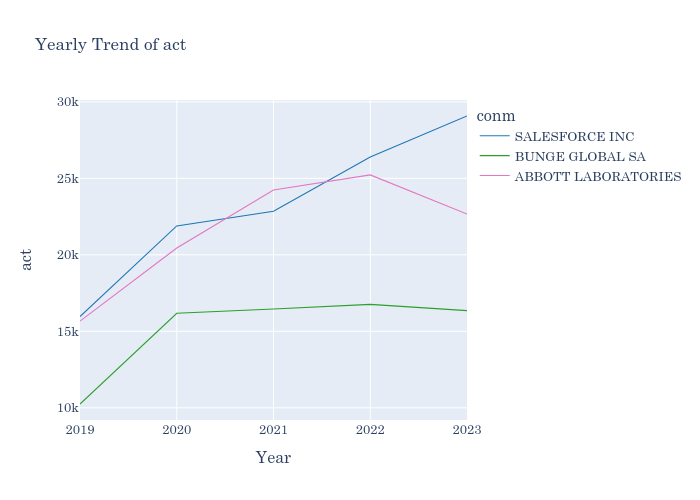 Yearly Trend of act
30k
25k
20k
15k
10k
act
2019 2020 2021 2022 2023
Year
conm
SALESFORCE INC
BUNGE GLOBAL SA
ABBOTT LABORATORIES